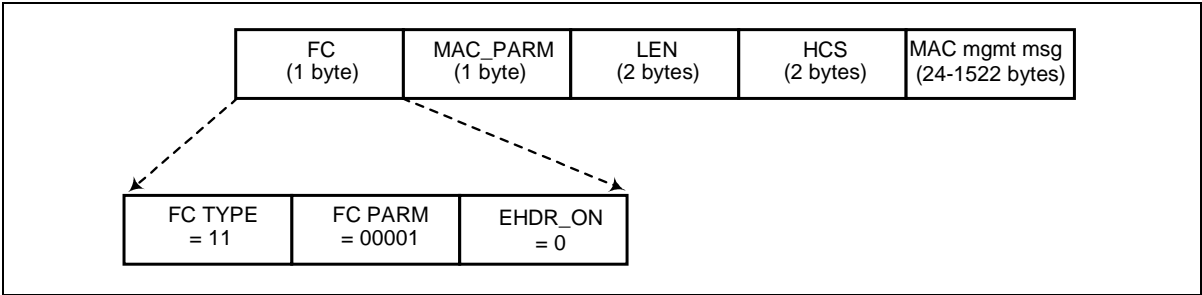 FC
(1 byte)
MAC_PARM
(1 byte)
LEN
(2 bytes)
HCS
(2 bytes)
MAC mgmt msg
(24-1522 bytes)
FC TYPE
= 11
FC PARM
= 00001
EHDR_ON
= 0